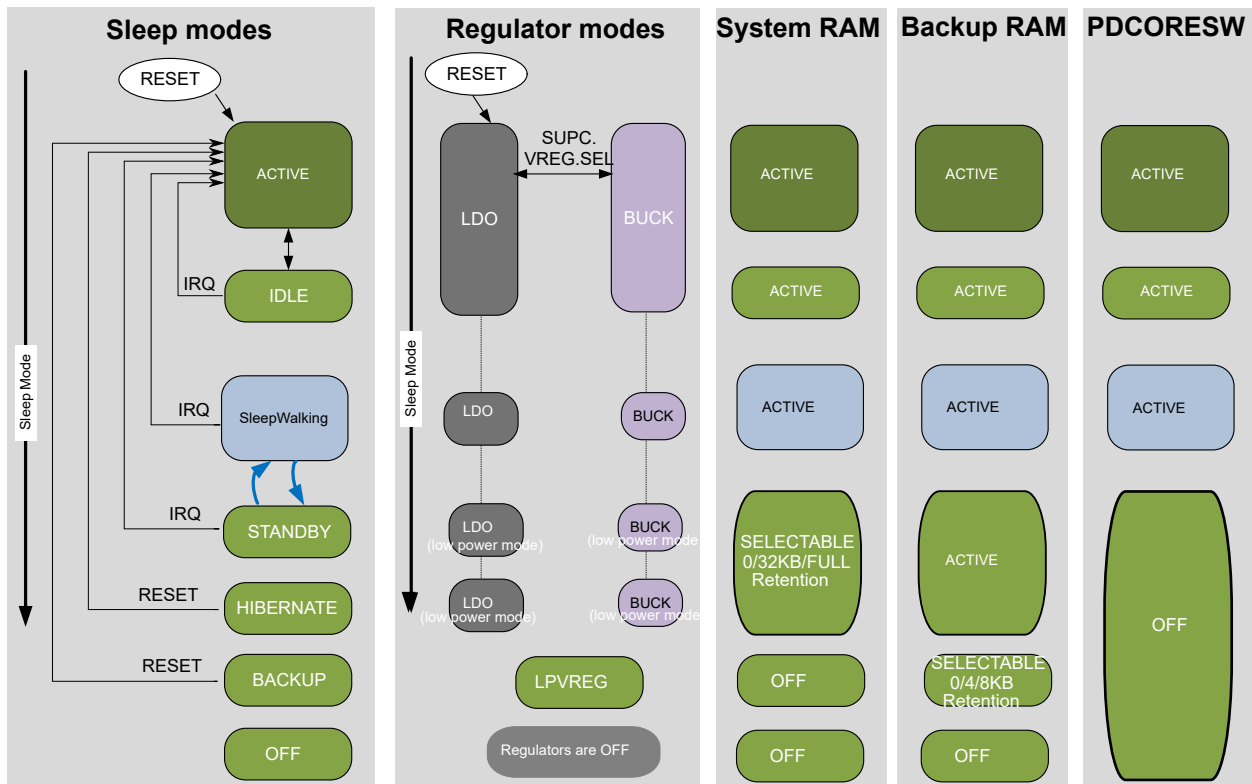 Sleep modes
RESET
ACTIVE
IRQ
IDLE
Sleep Mode
IRQ
SleepWalking
IRQ
STANDBY
RESET
HIBERNATE
RESET
BACKUP
OFF
Regulator modes
RESET
SUPC.
VREG.SEL
LDO
BUCK
Sleep Mode
LDO
BUCK
LDO
(low power mode)
BUCK
(low power mode
LDO
(low power mode)
BUCK
(low power mode)
LPVREG
Regulators are OFF
System RAM
ACTIVE
ACTIVE
ACTIVE
SELECTABLE
0/32KB/FULL
Retention
OFF
OFF
Backup RAM
ACTIVE
ACTIVE
ACTIVE
ACTIVE
SELECTABLE
0/4/8KB
Retention
OFF
PDCORESW
ACTIVE
ACTIVE
ACTIVE
OFF